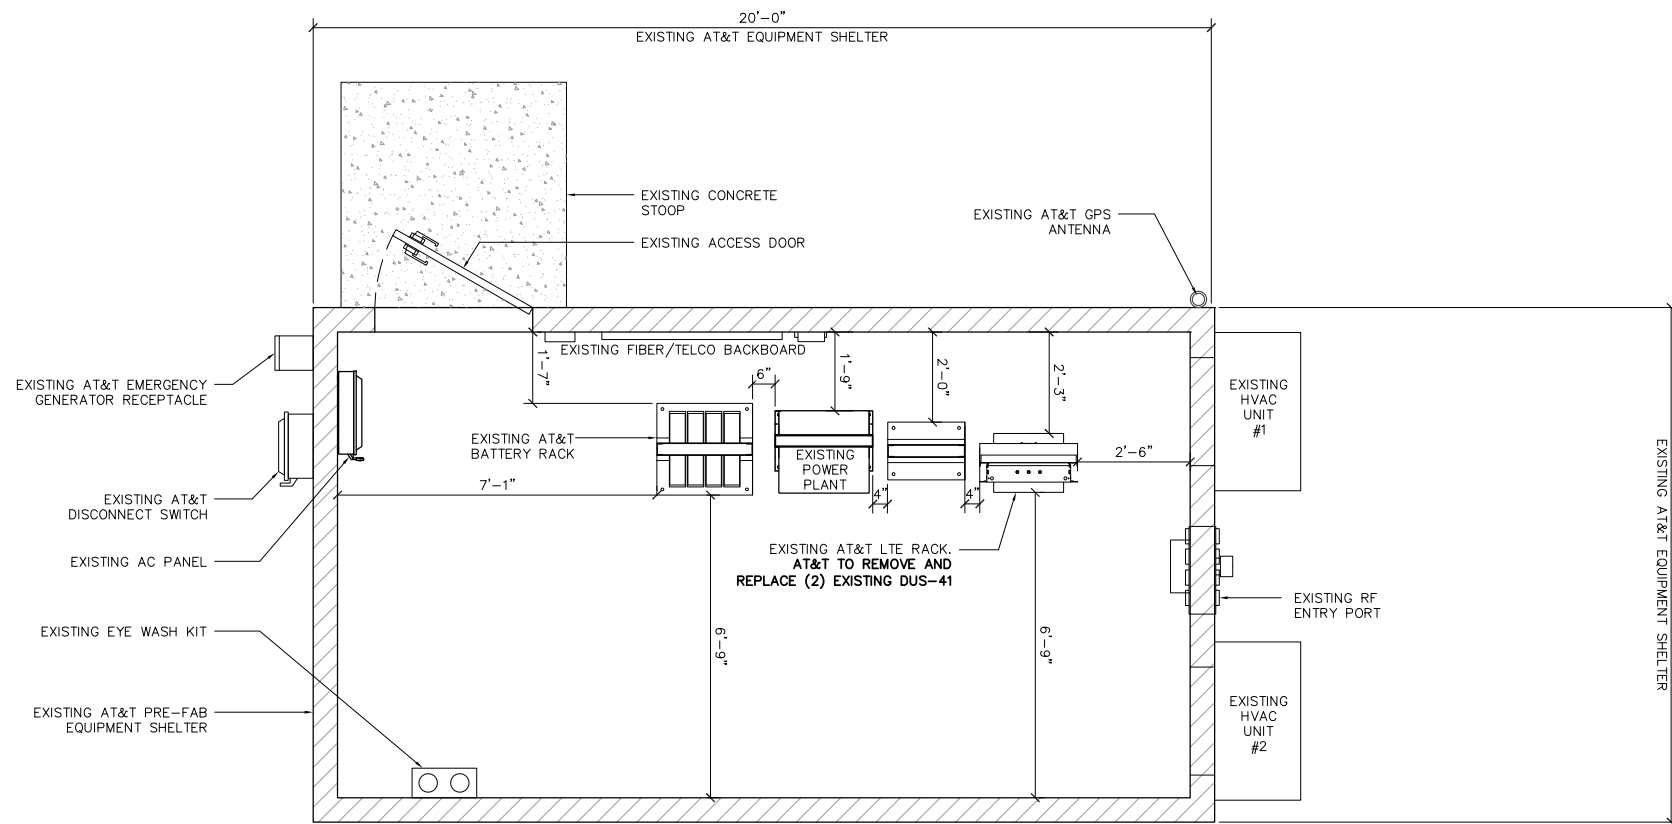 20'-0"
EXISTING AT&T EQUIPMENT SHELTER
EXISTING CONCRETE
STOOP
EXISTING ACCESS DOOR
EXISTING AT&T GPS
ANTENNA
EXISTING FIBER/TELCO BACKBOARD
1'-7"
6"
1'-9"
2'-0"
2'-3"
EXISTING AT&T EMERGENCY
GENERATOR RECEPTACLE
EXISTING
HVAC
UNIT
#1
EXISTING AT&T
BATTERY RACK
EXISTING
POWER
PLANT
2'-6"
7'-1"
4"
4"
EXISTING AT&T
DISCONNECT SWITCH
EXISTING AC PANEL
EXISTING AT&T LTE RACK.
AT&T TO REMOVE AND
REPLACE (2) EXISTING DUS-41
EXISTING RF
ENTRY PORT
EXISTING AT&T EQUIPMENT SHELTER
EXISTING EYE WASH KIT
6'-9"
6'-9"
EXISTING AT&T PRE-FAB
EQUIPMENT SHELTER
EXISTING
HVAC
UNIT
#2